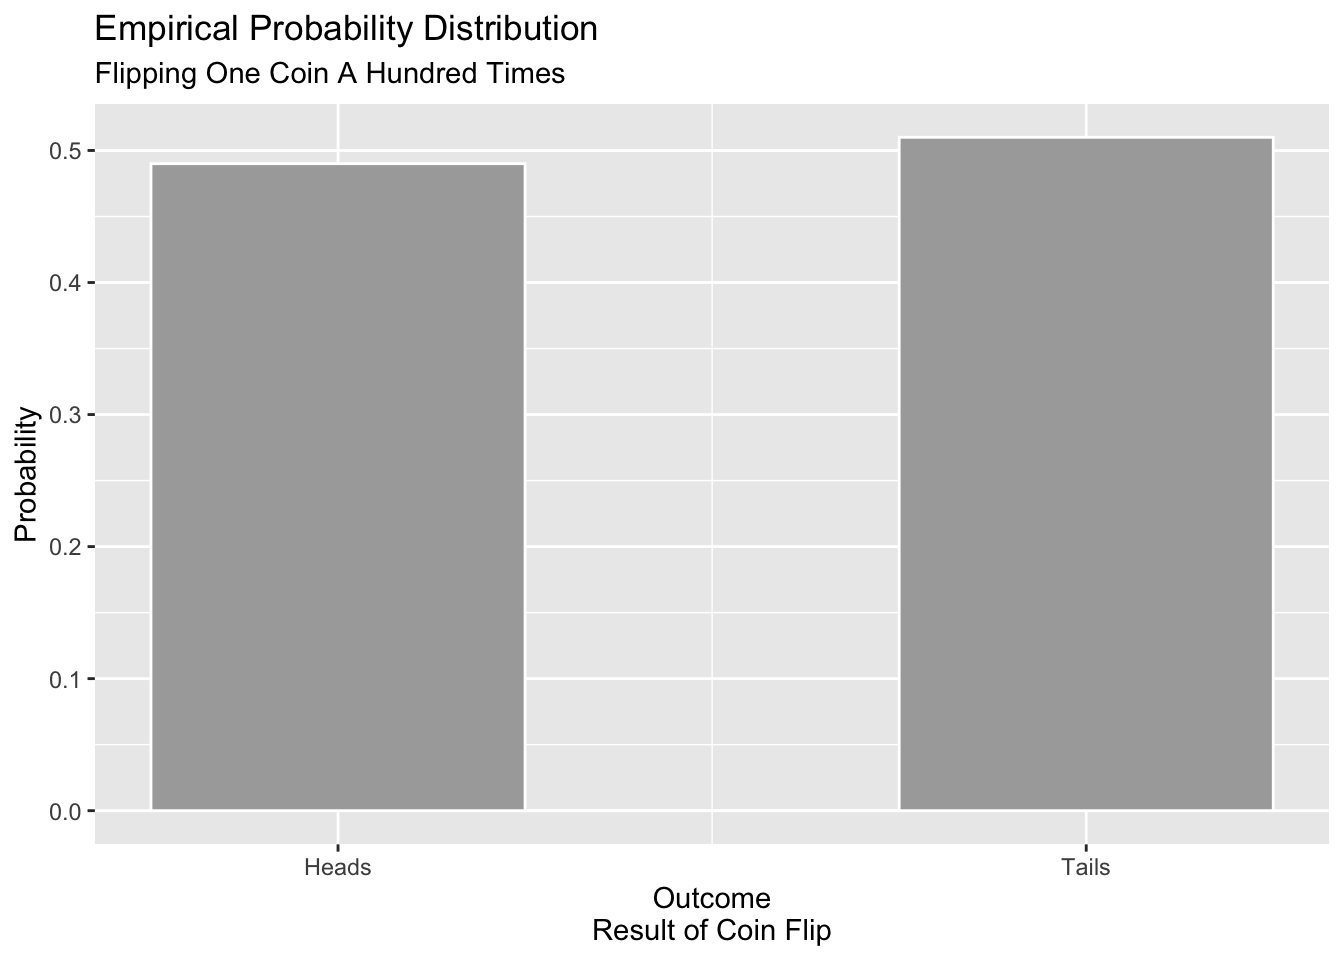 Empirical Probability Distribution
Flipping One Coin A Hundred Times
Probability
0.5
0.4
0.3
0.2
0.1
0.0
Heads
Tails
Outcome
Result of Coin Flip